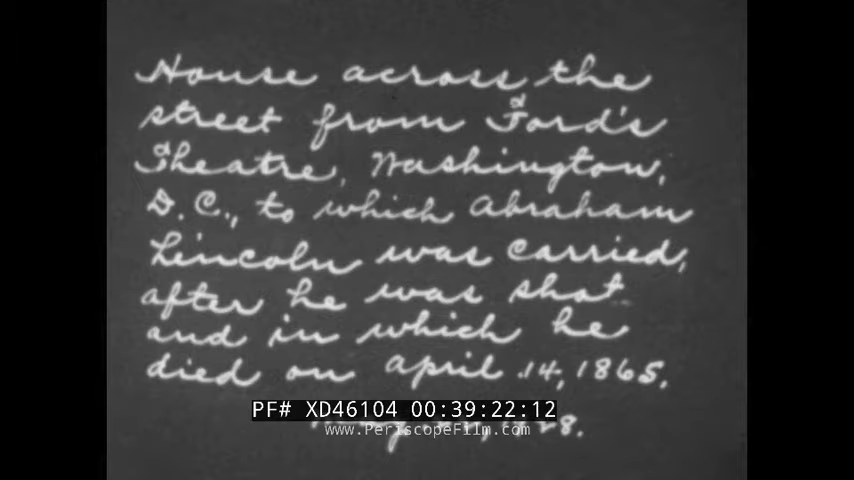 House across the
street from Ford's
Theatre, Washington,
D.C., to which Abraham
Lincoln was carried,
after he was shot
and in which he
died on April 14, 1865.
PF# XD46104 00:39:22:12
www.PeriscopeFilm.com